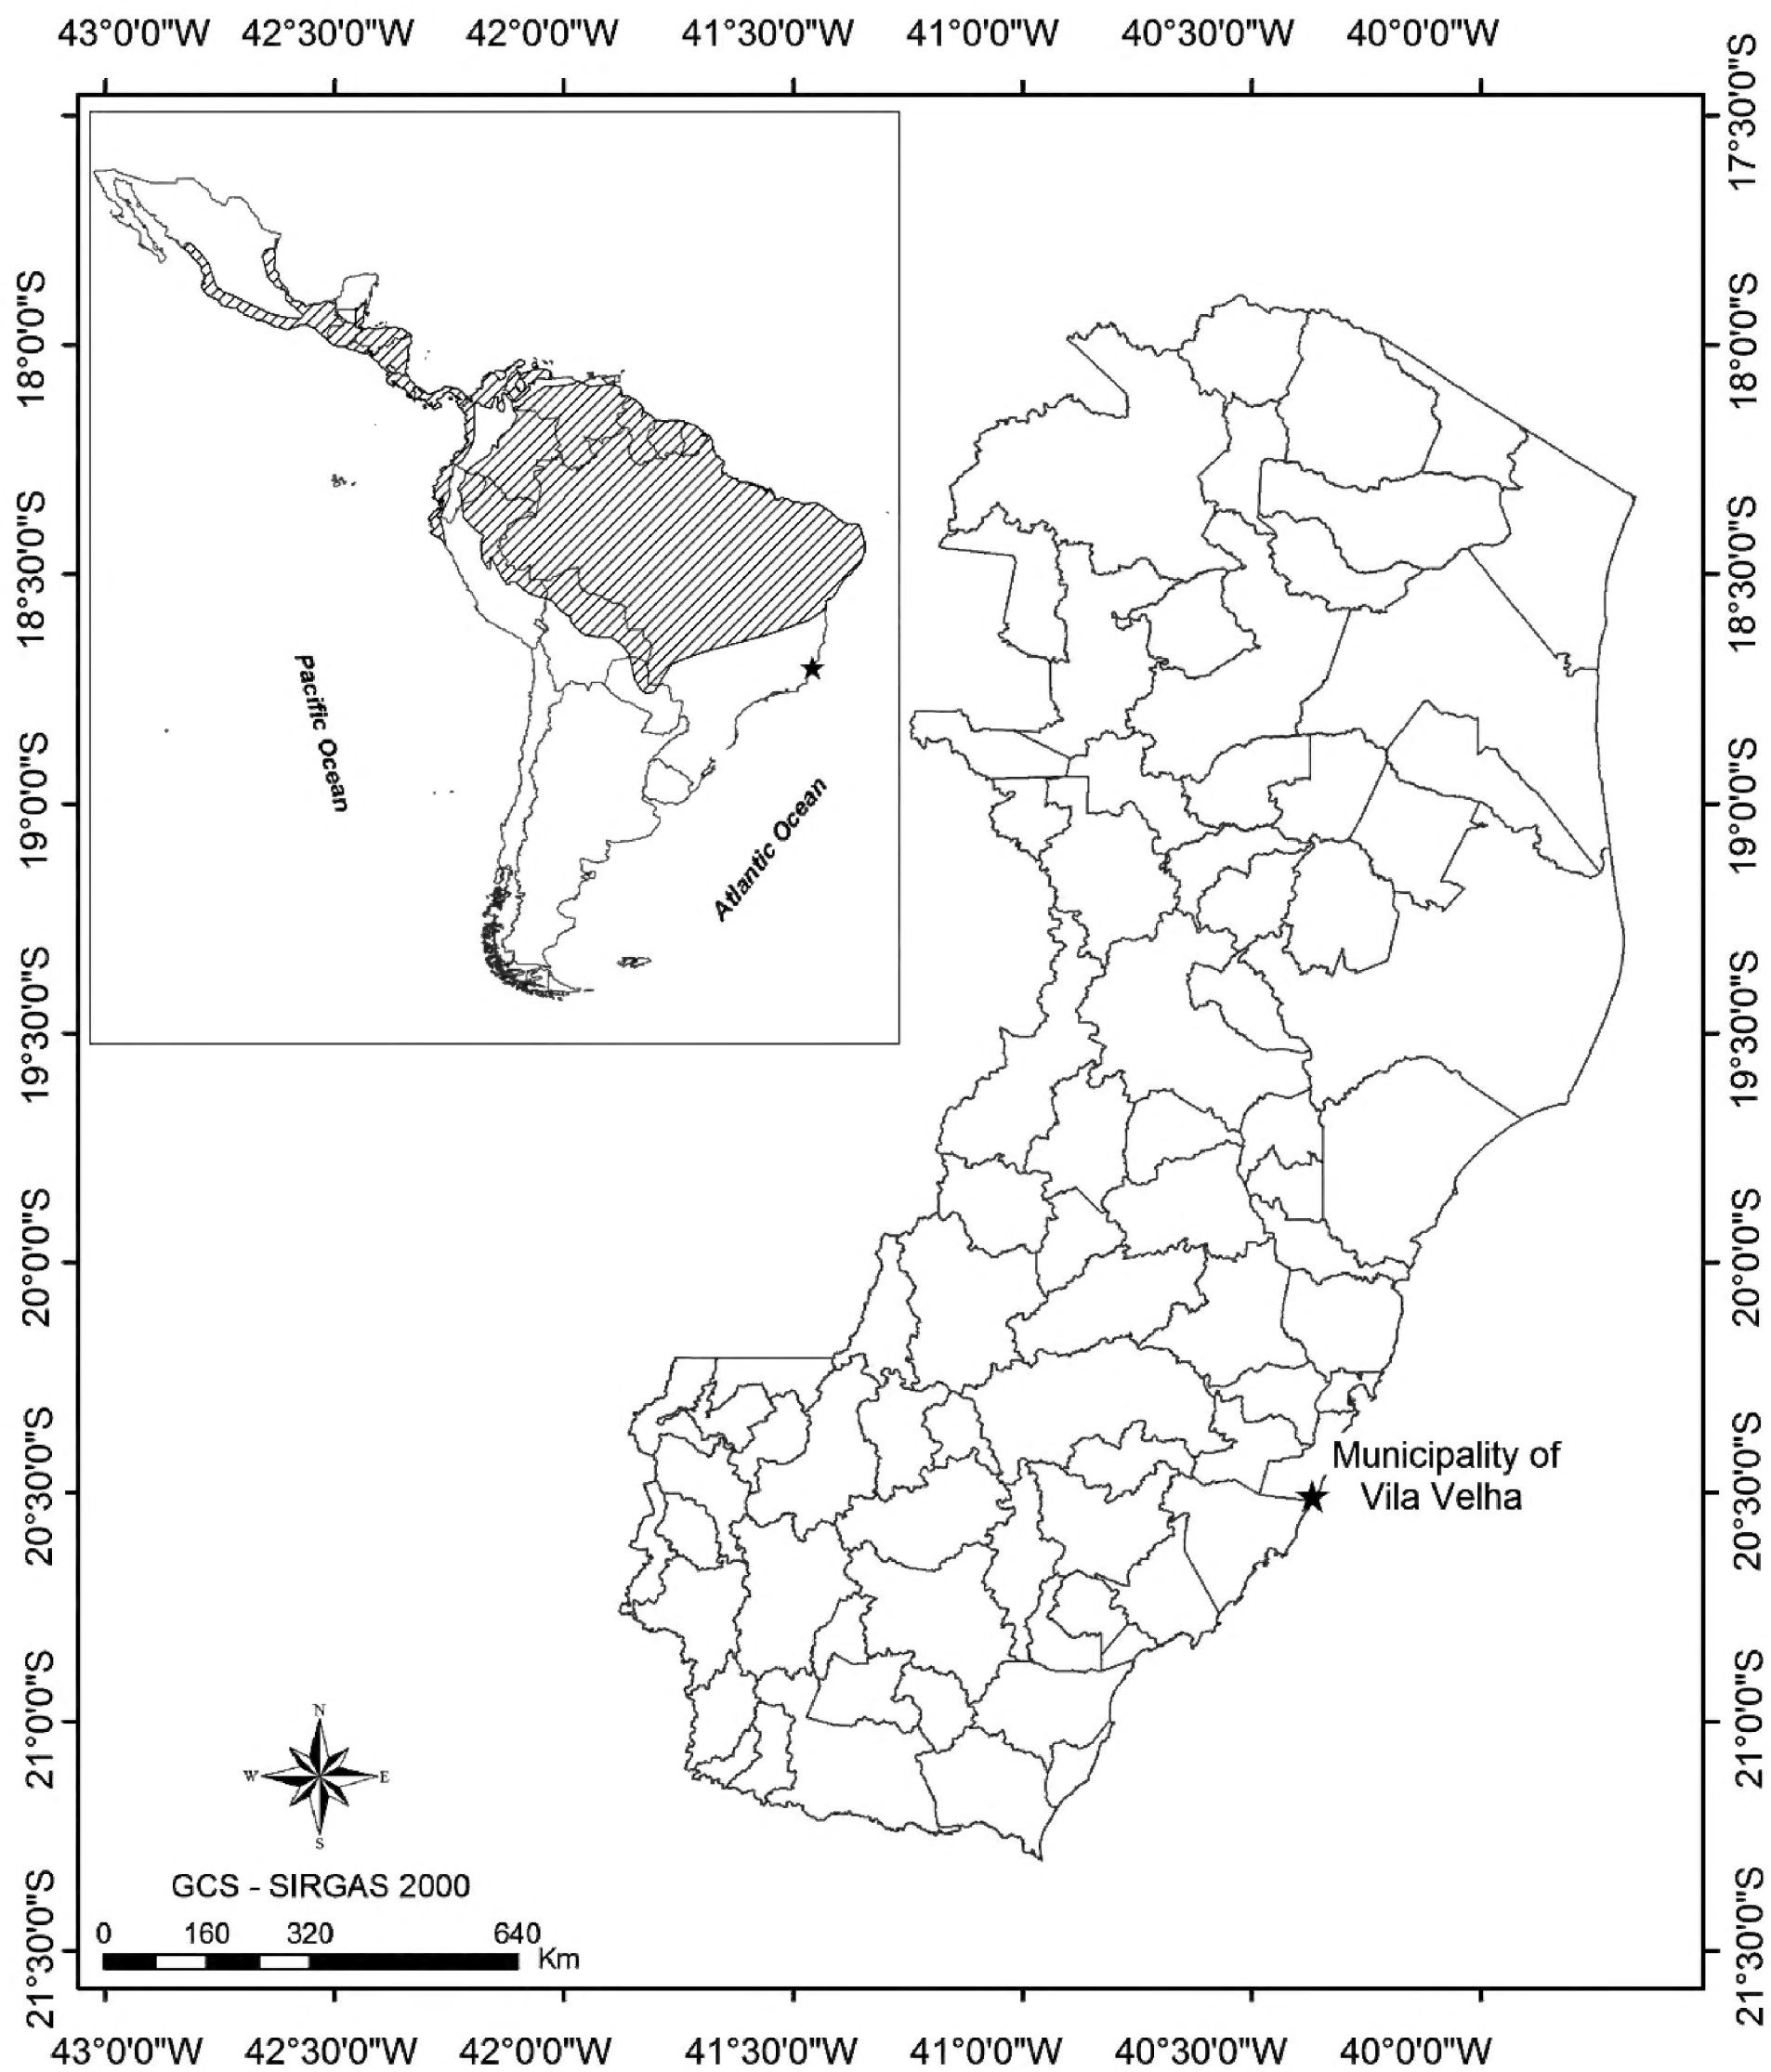 43°0'0"W 42°30'0"W 42°0'0"W 41°30'0"W 41°0'0"W 40°30'0"W 40°0'0"W
17°30'0"S
18°0'0"S
18°0'0"S
18°30'0"S
18°30'0"S
Pacific Ocean
Atlantic Ocean
19°0'0"S
19°0'0"S
19°30'0"S
19°30'0"S
20°0'0"S
20°0'0"S
Municipality of
Vila Velha
20°30'0"S
20°30'0"S
21°0'0"S
21°0'0"S
N
W E
S
GCS - SIRGAS 2000
0 160 320 640
Km
21°30'0"S
21°30'0"S
43°0'0"W 42°30'0"W 42°0'0"W 41°30'0"W 41°0'0"W 40°30'0"W 40°0'0"W